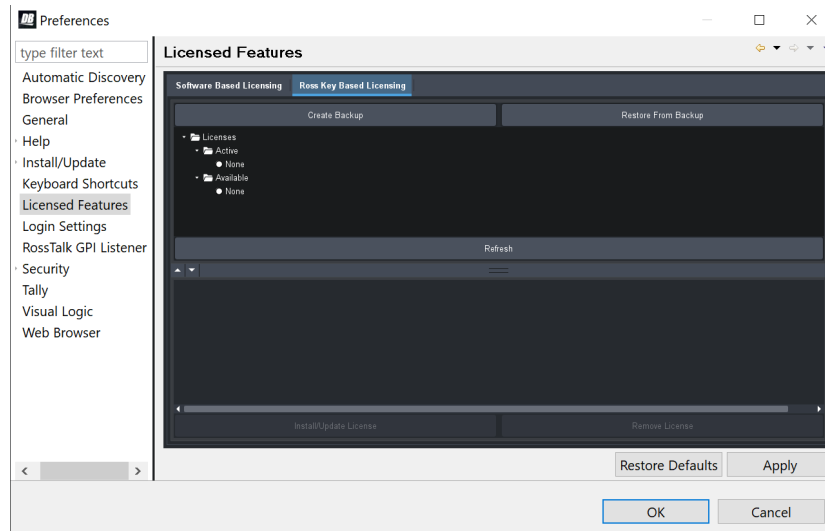 DB Preferences
type filter text
Automatic Discovery
Browser Preferences
General
Help
Install/Update
Keyboard Shortcuts
Licensed Features
Login Settings
RossTalk GPI Listener
Security
Tally
Visual Logic
Web Browser
Licensed Features
Software Based Licensing Ross Key Based Licensing
Create Backup Restore From Backup
Licenses
Active
None
Available
None
Refresh
Install/Update License Remove License
Restore Defaults Apply
OK Cancel